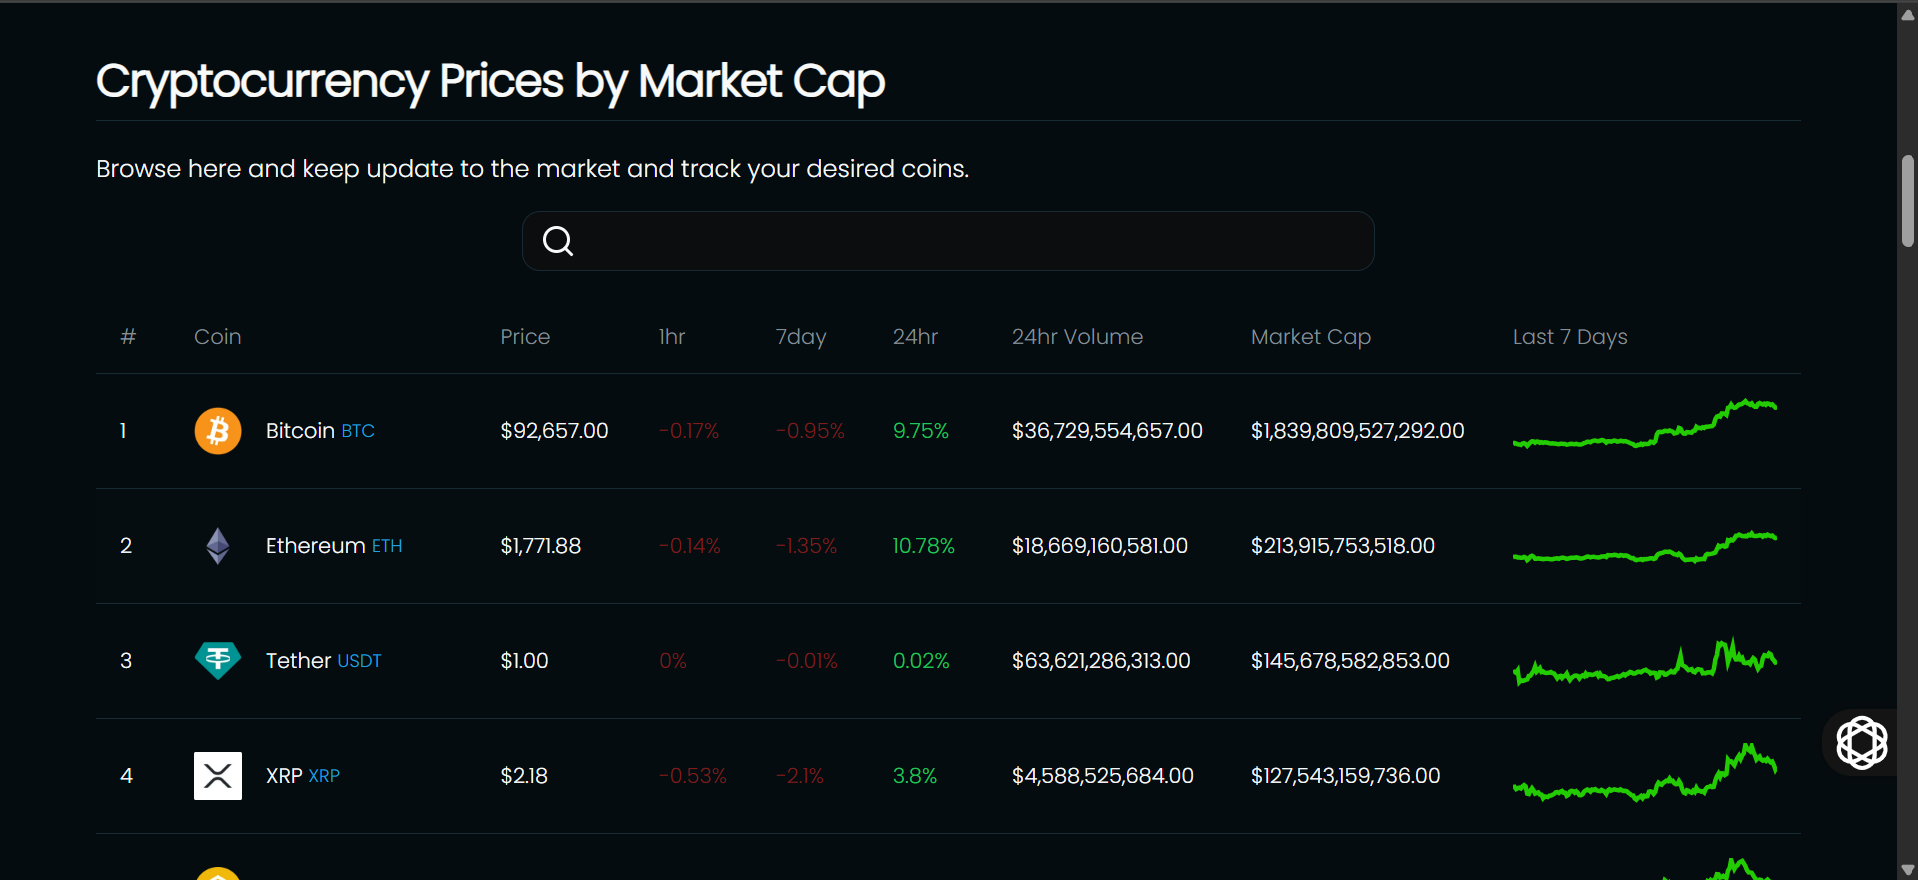 Cryptocurrency Prices by Market Cap
Browse here and keep update to the market and track your desired coins.
# Coin Price 1hr 7day 24hr 24hr Volume Market Cap Last 7 Days
1 Bitcoin BTC $92,657.00 -0.17% -0.95% 9.75% $36,729,554,657.00 $1,839,809,527,292.00
2 Ethereum ETH $1,771.88 -0.14% -1.35% 10.78% $18,669,160,581.00 $213,915,753,518.00
3 Tether USDT $1.00 0% -0.01% 0.02% $63,621,286,313.00 $145,678,582,853.00
4 XRP XRP $2.18 -0.53% -2.1% 3.8% $4,588,525,684.00 $127,543,159,736.00